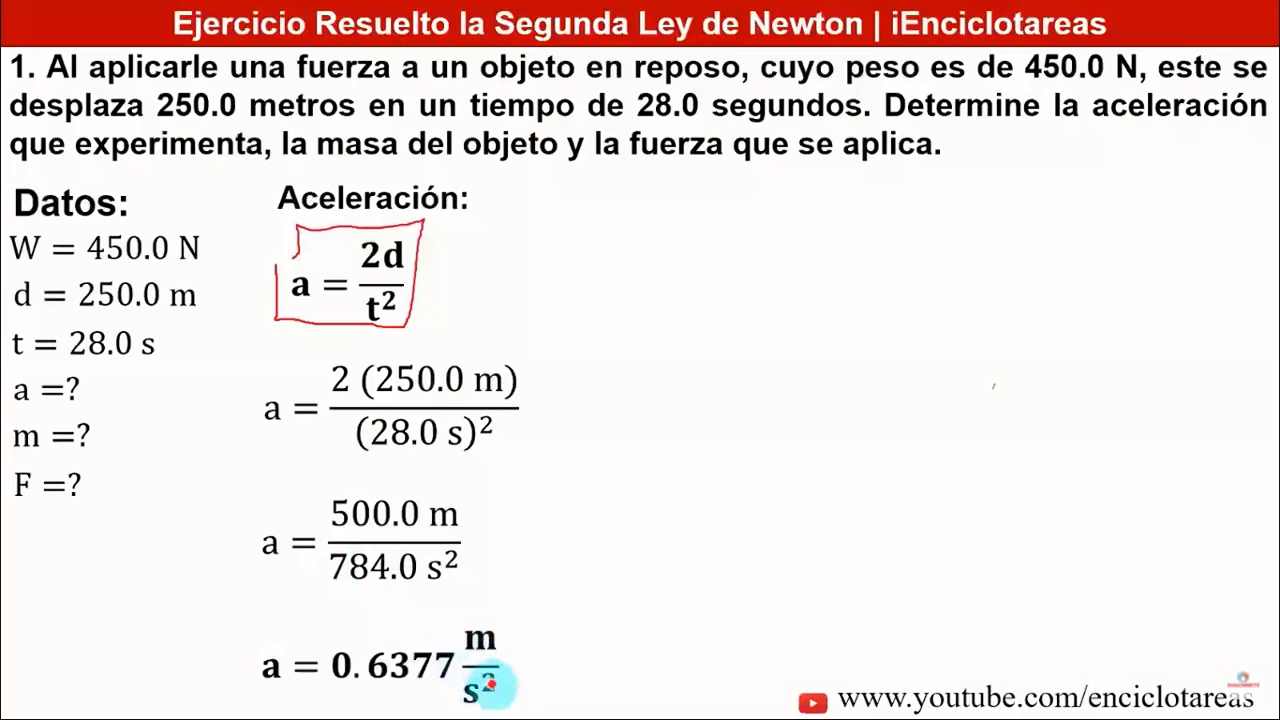 Ejercicio Resuelto la Segunda Ley de Newton | iEnciclotareas
1. Al aplicarle una fuerza a un objeto en reposo, cuyo peso es de 450.0 N, este se
desplaza 250.0 metros en un tiempo de 28.0 segundos. Determine la aceleración
que experimenta, la masa del objeto y la fuerza que se aplica.
Datos:
W = 450.0 N
d = 250.0 m
t = 28.0 s
a =?
m =?
F =?
Aceleración:
a = 2d / t²
a = 2 (250.0 m) / (28.0 s)²
a = 500.0 m / 784.0 s²
a = 0.6377 m / s²
www.youtube.com/enciclotareas